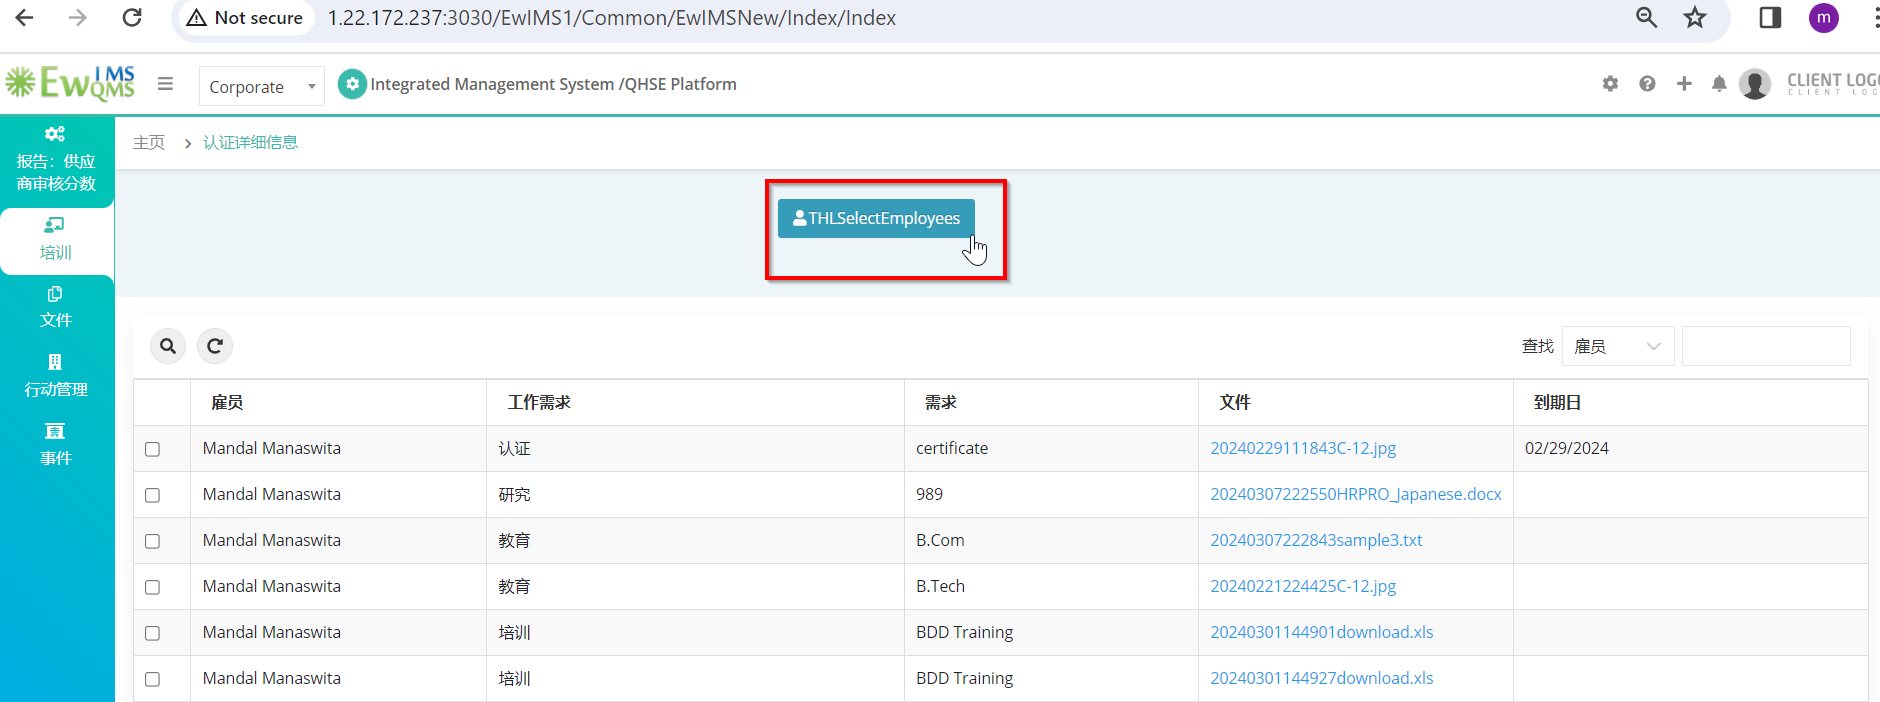 Not secure 1.22.172.237:3030/EwIMS1/Common/EwIMSNew/Index/Index m
EwIMS QMS Corporate Integrated Management System /QHSE Platform CLIENT LOG
CLIENT LOG
报告：供应
商审核分数
培训
文件
行动管理
事件
主页 › 认证详细信息
THLSelectEmployees
查找 雇员
雇员 工作需求 需求 文件 到期日
Mandal Manaswita 认证 certificate 20240229111843C-12.jpg 02/29/2024
Mandal Manaswita 研究 989 20240307222550HRPRO_Japanese.docx
Mandal Manaswita 教育 B.Com 20240307222843sample3.txt
Mandal Manaswita 教育 B.Tech 20240221224425C-12.jpg
Mandal Manaswita 培训 BDD Training 20240301144901download.xls
Mandal Manaswita 培训 BDD Training 20240301144927download.xls